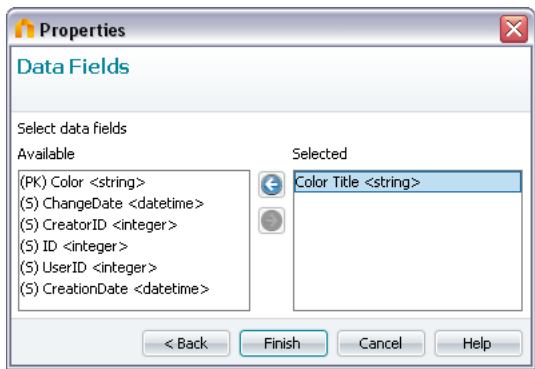 Properties
Data Fields
Select data fields
Available
Selected
(PK) Color <string>
(S) ChangeDate <datetime>
(S) CreatorID <integer>
(S) ID <integer>
(S) UserID <integer>
(S) CreationDate <datetime>
Color Title <string>
< Back
Finish
Cancel
Help